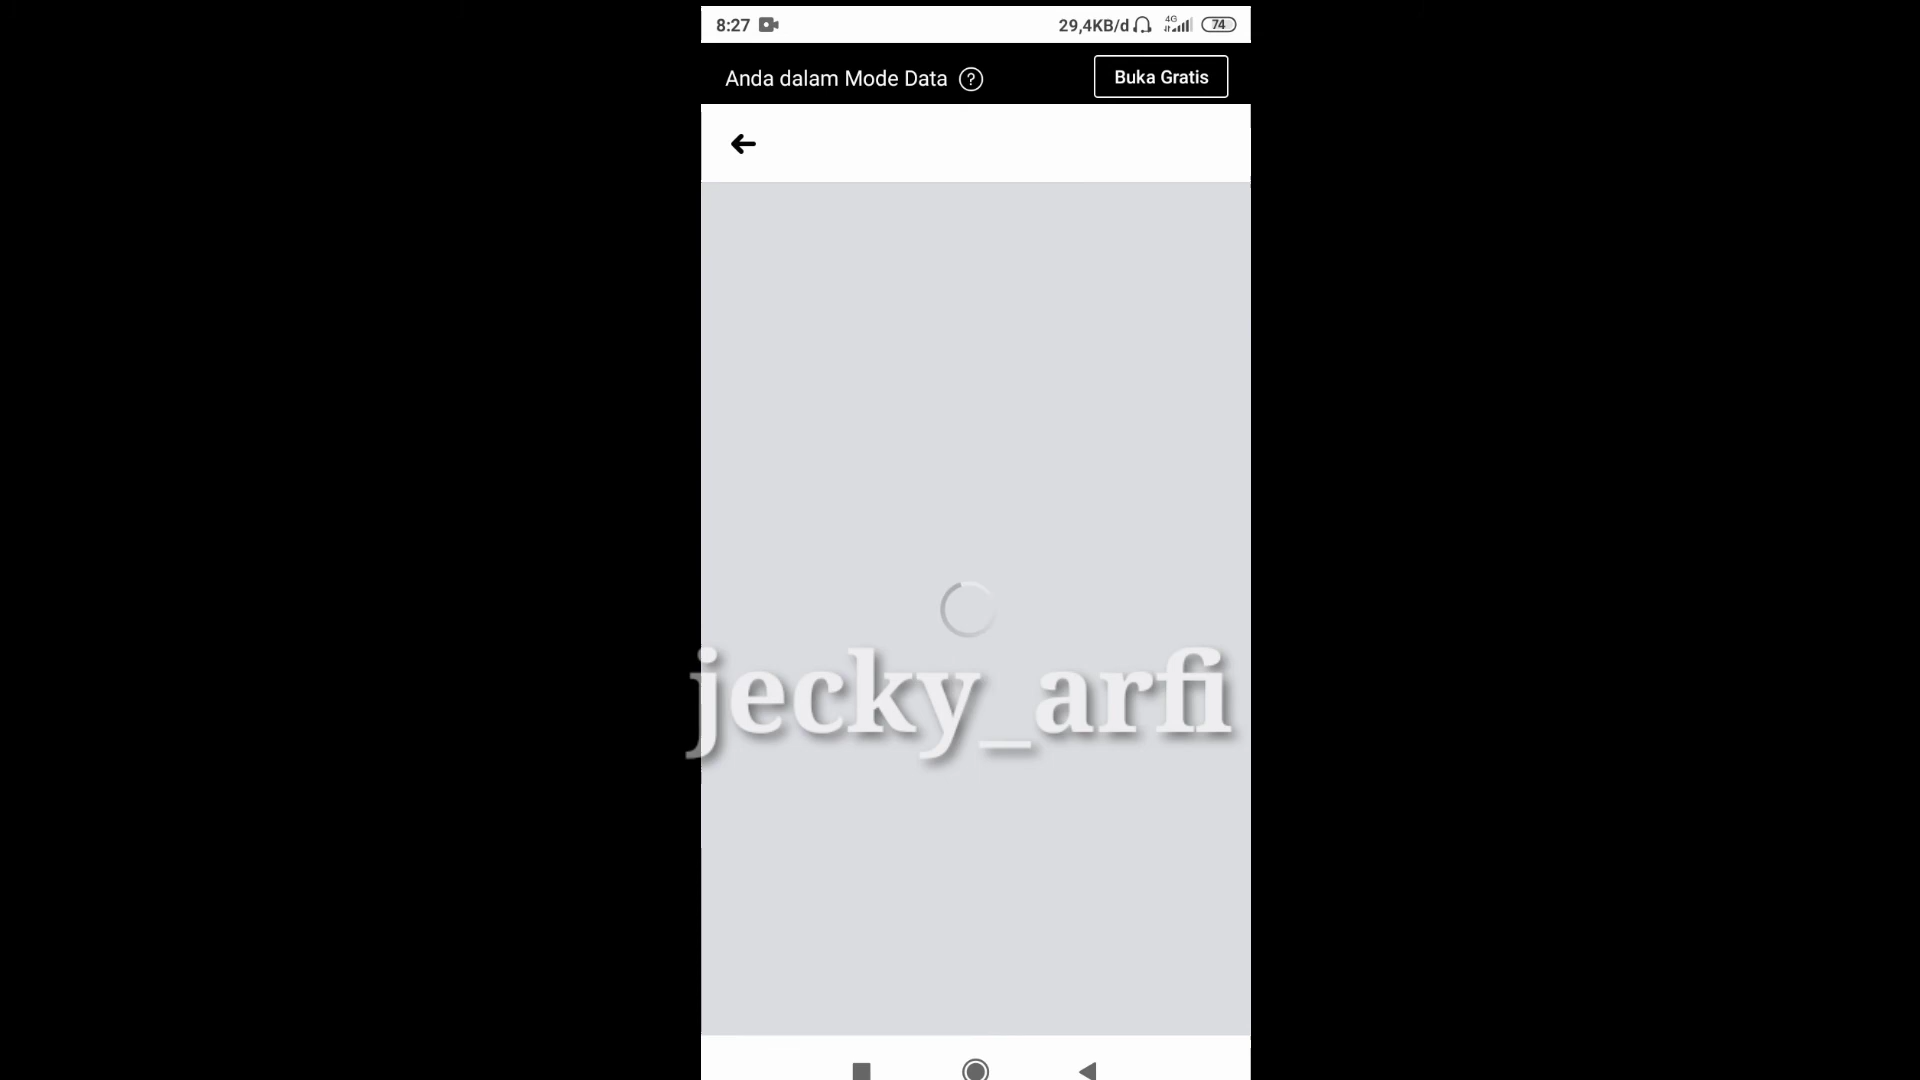 8:27 29,4KB/d 4G 74
Anda dalam Mode Data ? Buka Gratis
jecky_arfi